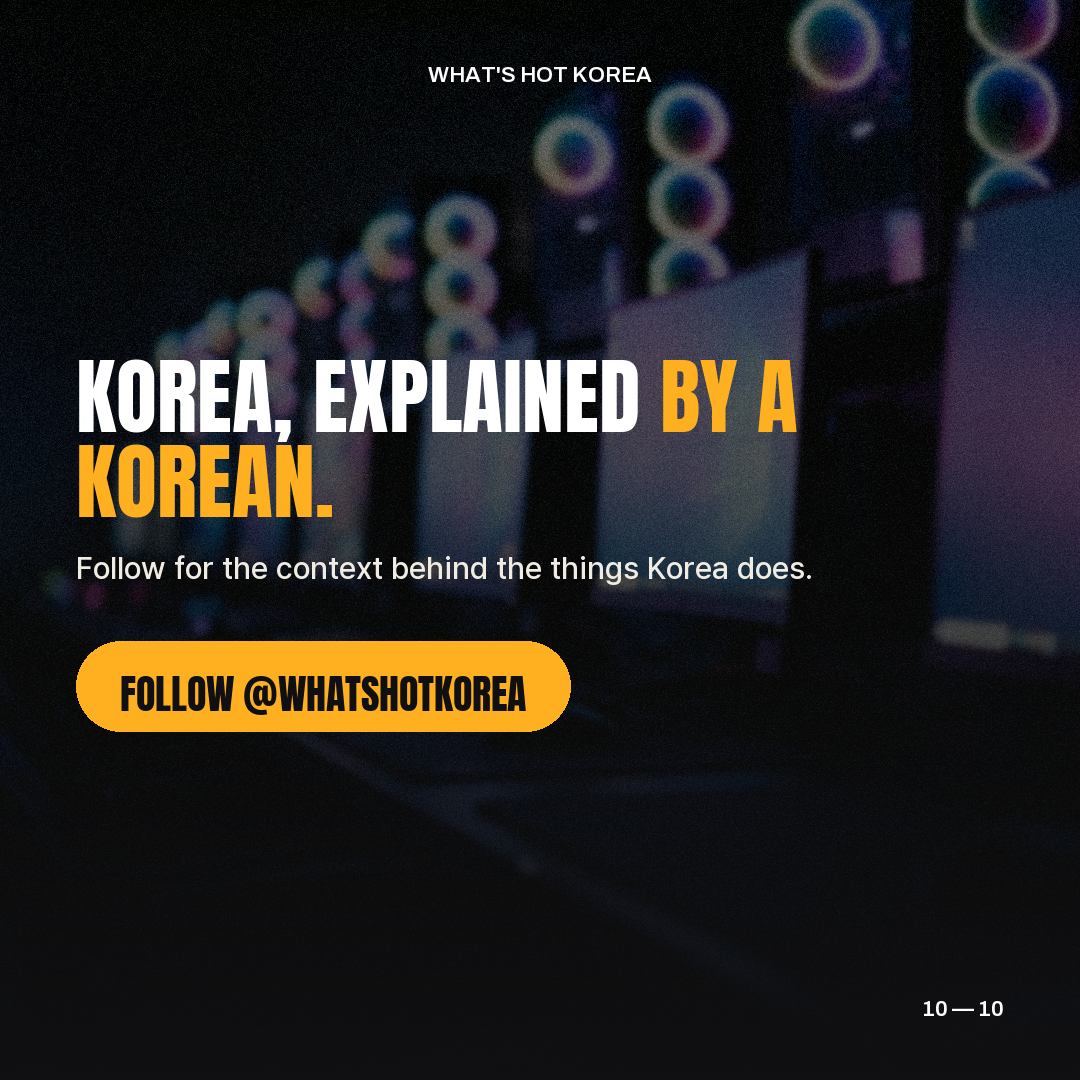 WHAT'S HOT KOREA
KOREA, EXPLAINED BY A
KOREAN.
Follow for the context behind the things Korea does.
FOLLOW @WHATSHOTKOREA
10 — 10